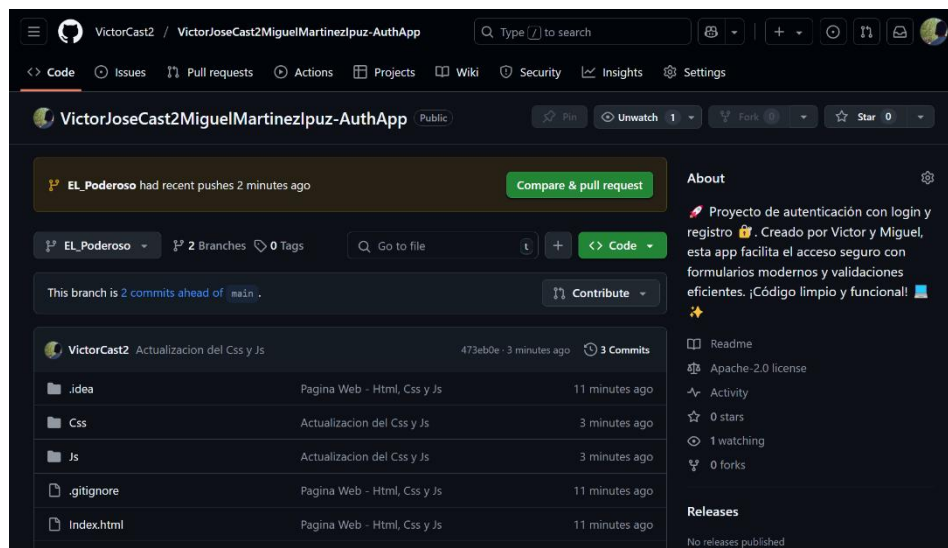 VictorCast2 / VictorJoseCast2MiguelMartinezIpuz-AuthApp
Type / to search
Code Issues Pull requests Actions Projects Wiki Security Insights Settings
VictorJoseCast2MiguelMartinezIpuz-AuthApp Public
Pin Unwatch 1 Fork 0 Star 0
EL_Poderoso had recent pushes 2 minutes ago
Compare & pull request
EL_Poderoso 2 Branches 0 Tags
Go to file t
Code
This branch is 2 commits ahead of main .
Contribute
VictorCast2 Actualizacion del Css y Js 473eb0e · 3 minutes ago 3 Commits
.idea Pagina Web - Html, Css y Js 11 minutes ago
Css Actualizacion del Css y Js 3 minutes ago
Js Actualizacion del Css y Js 3 minutes ago
.gitignore Pagina Web - Html, Css y Js 11 minutes ago
Index.html Pagina Web - Html, Css y Js 11 minutes ago
About
🚀 Proyecto de autenticación con login y
registro 🔐. Creado por Victor y Miguel,
esta app facilita el acceso seguro con
formularios modernos y validaciones
eficientes. ¡Código limpio y funcional! 💻
✨
Readme
Apache-2.0 license
Activity
0 stars
1 watching
0 forks
Releases
No releases published